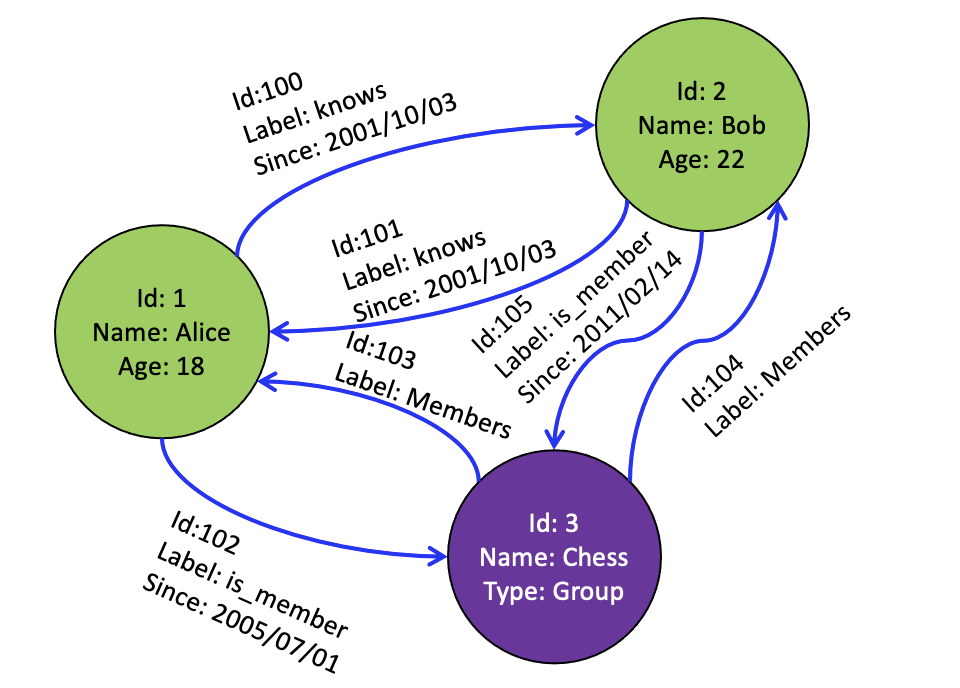 Id:100
Label: knows
Since: 2001/10/03
Id: 2
Name: Bob
Age: 22
Id:101
Label: knows
Since: 2001/10/03
Id: 1
Name: Alice
Age: 18
Id:105
Label: is_member
Since: 2011/02/14
Id:103
Label: Members
Id:104
Label: Members
Id:102
Label: is_member
Since: 2005/07/01
Id: 3
Name: Chess
Type: Group